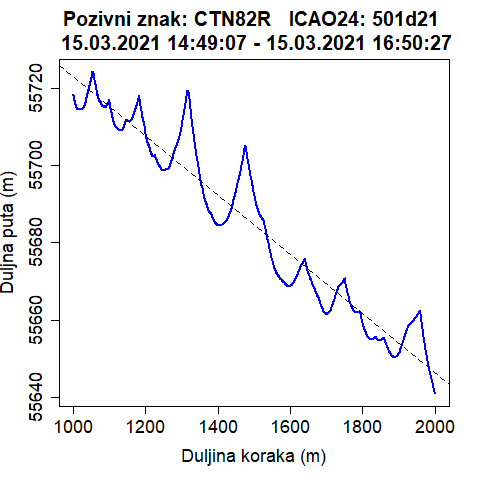 Pozivni znak: CTN82R   ICAO24: 501d21
15.03.2021 14:49:07 - 15.03.2021 16:50:27
Duljna puta (m)
55720
55700
55680
55660
55640
1000 1200 1400 1600 1800 2000
Duljina koraka (m)